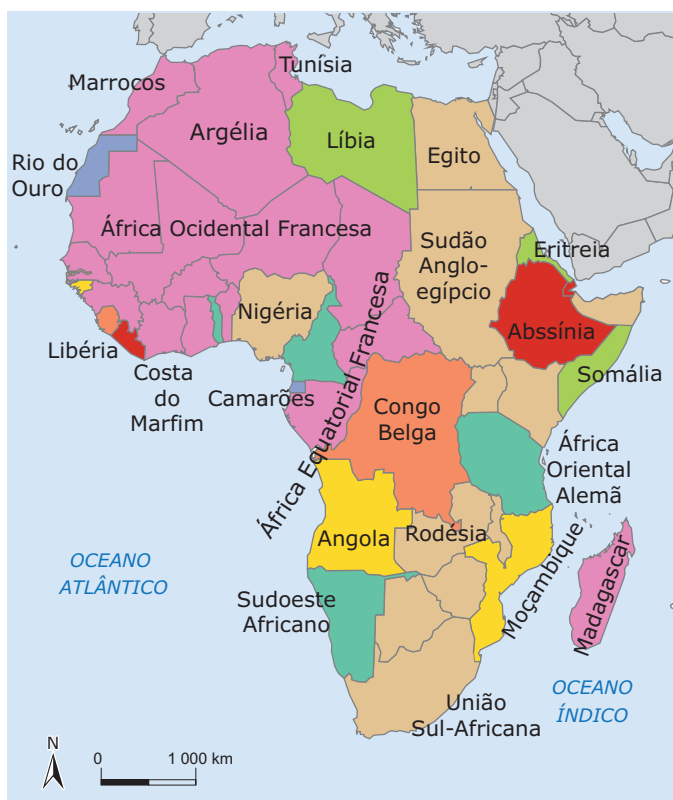 Marrocos
Tunísia
Argélia
Líbia
Egito
Rio do
Ouro
África Ocidental Francesa
Sudão
Anglo-
egípcio
Eritreia
Nigéria
Abssínia
Libéria
Costa
do
Marfim
Camarões
África Equatorial Francesa
Somália
Congo
Belga
África
Oriental
Alemã
Angola
Rodésia
Moçambique
Madagascar
OCEANO
ATLÂNTICO
Sudoeste
Africano
União
Sul-Africana
OCEANO
ÍNDICO
N
0
1 000 km